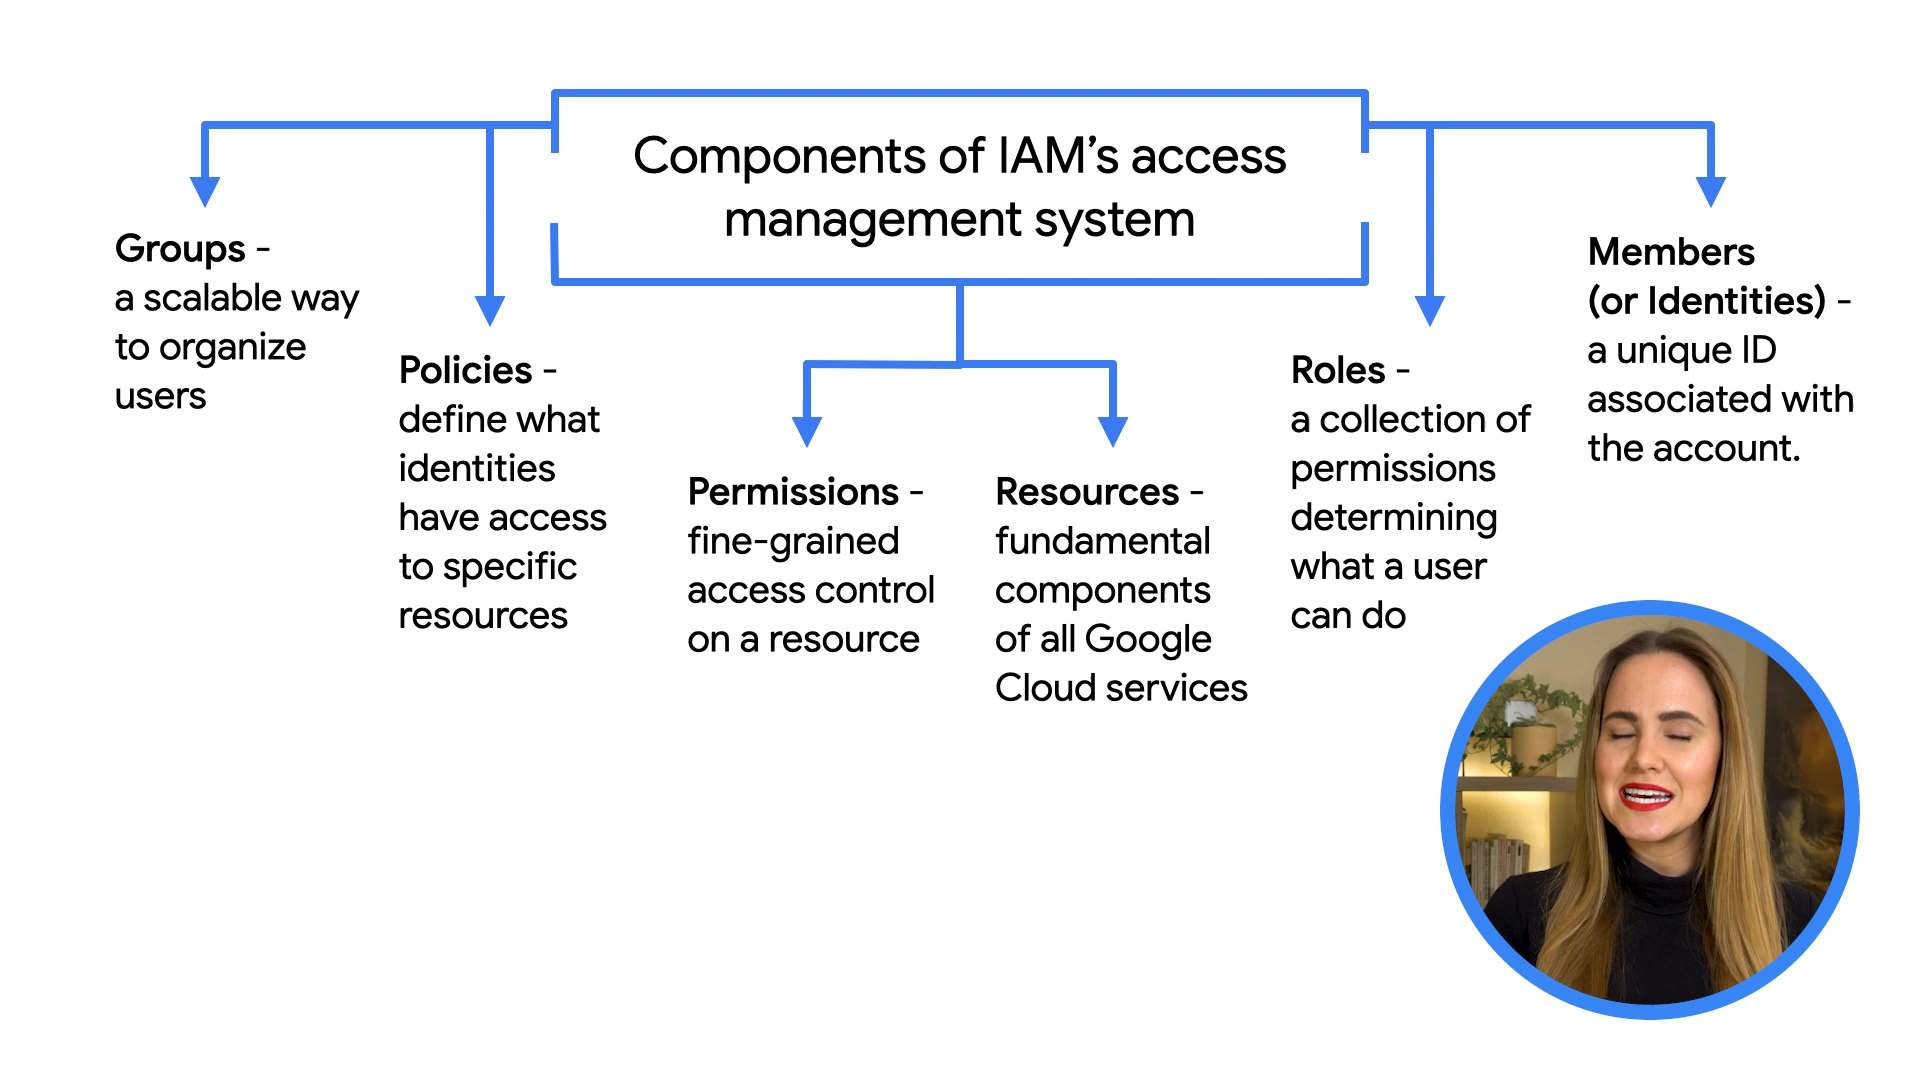 Components of IAM’s access
management system
Groups -
a scalable way
to organize
users
Policies -
define what
identities
have access
to specific
resources
Permissions -
fine-grained
access control
on a resource
Resources -
fundamental
components
of all Google
Cloud services
Roles -
a collection of
permissions
determining
what a user
can do
Members
(or Identities) -
a unique ID
associated with
the account.